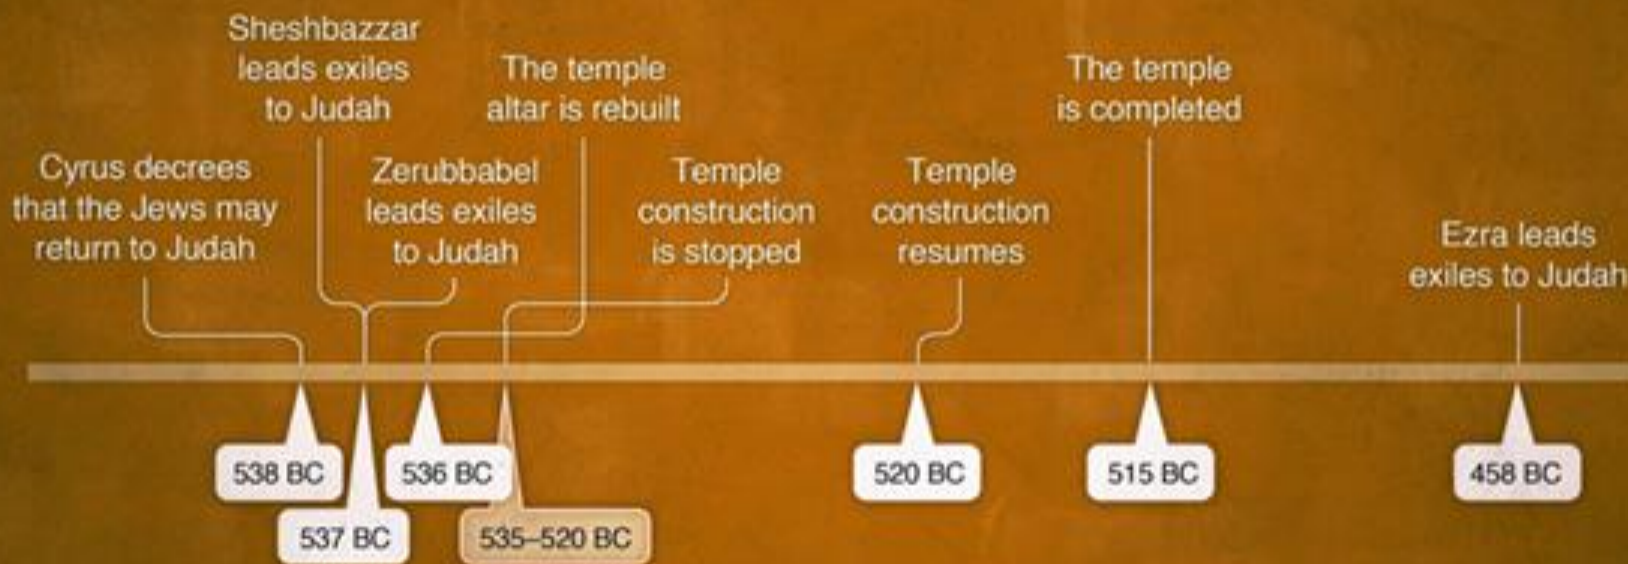 Cyrus decrees
that the Jews may
return to Judah
Sheshbazzar
leads exiles
to Judah
Zerubbabel
leads exiles
to Judah
The temple
altar is rebuilt
Temple
construction
is stopped
Temple
construction
resumes
The temple
is completed
Ezra leads
exiles to Judah
538 BC
537 BC
536 BC
535–520 BC
520 BC
515 BC
458 BC